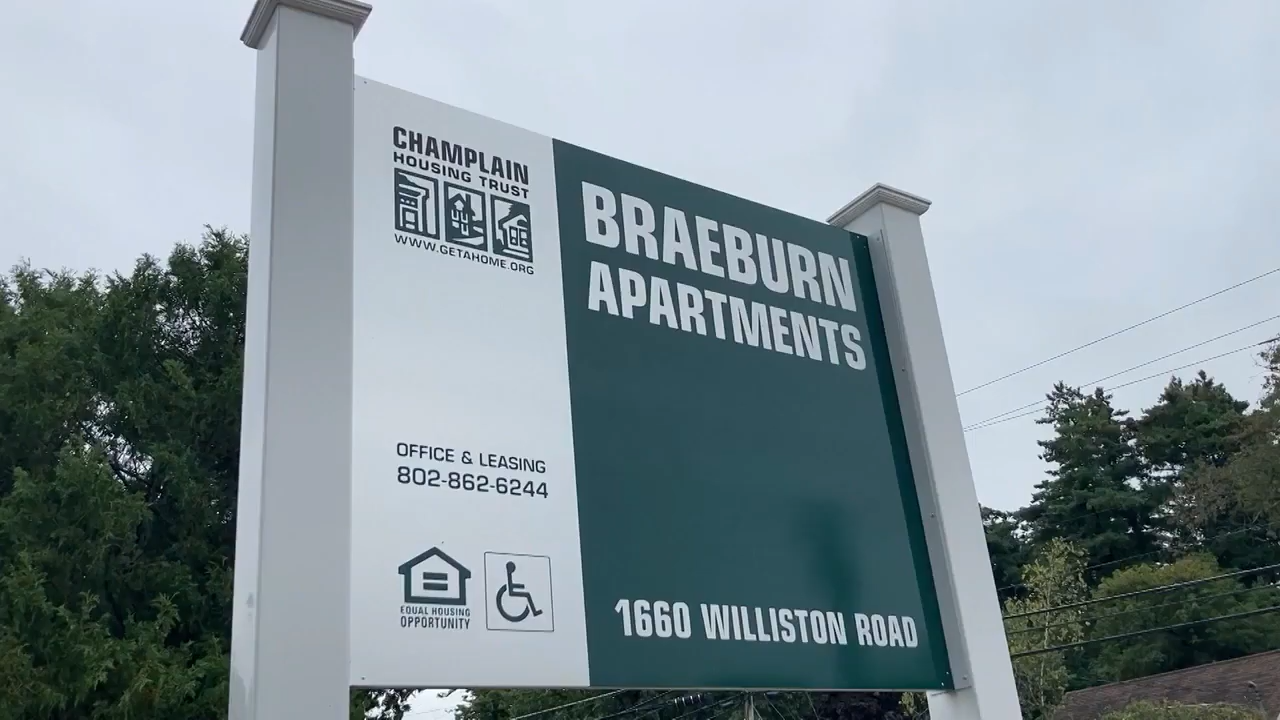 CHAMPLAIN
HOUSING TRUST
WWW.GETAHOME.ORG
OFFICE & LEASING
802-862-6244
EQUAL HOUSING
OPPORTUNITY
BRAEBURN
APARTMENTS
1660 WILLISTON ROAD